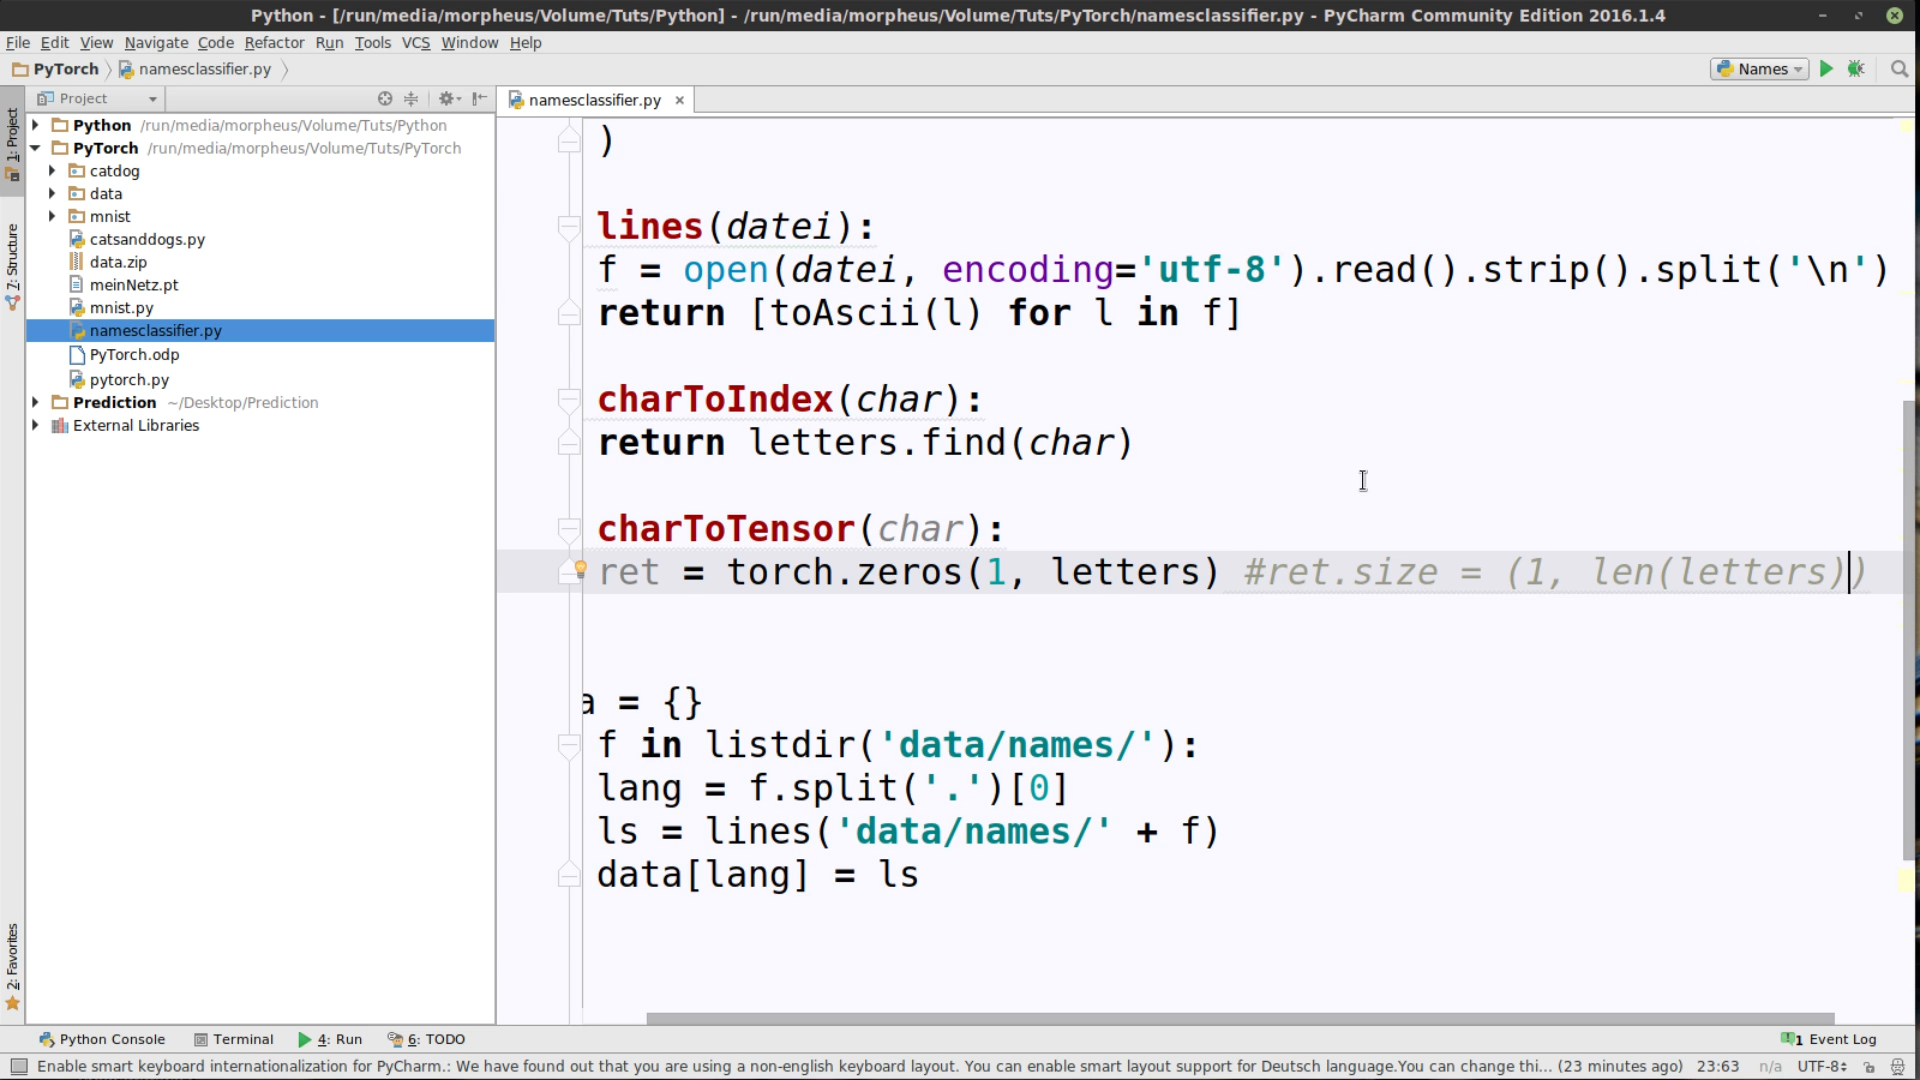 Python - [/run/media/morpheus/Volume/Tuts/Python] - /run/media/morpheus/Volume/Tuts/PyTorch/namesclassifier.py - PyCharm Community Edition 2016.1.4
File Edit View Navigate Code Refactor Run Tools VCS Window Help
PyTorch namesclassifier.py Names
Project namesclassifier.py
1: Project
7: Structure
2: Favorites
Python /run/media/morpheus/Volume/Tuts/Python
PyTorch /run/media/morpheus/Volume/Tuts/PyTorch
catdog
data
mnist
catsanddogs.py
data.zip
meinNetz.pt
mnist.py
namesclassifier.py
PyTorch.odp
pytorch.py
Prediction ~/Desktop/Prediction
External Libraries
)
lines(datei):
f = open(datei, encoding='utf-8').read().strip().split('\n')
return [toAscii(l) for l in f]
charToIndex(char):
return letters.find(char)
charToTensor(char):
ret = torch.zeros(1, letters) #ret.size = (1, len(letters))
a = {}
f in listdir('data/names/'):
lang = f.split('.')[0]
ls = lines('data/names/' + f)
data[lang] = ls
Python Console Terminal 4: Run 6: TODO 1 Event Log
Enable smart keyboard internationalization for PyCharm.: We have found out that you are using a non-english keyboard layout. You can enable smart layout support for Deutsch language.You can change thi... (23 minutes ago) 23:63 n/a UTF-8